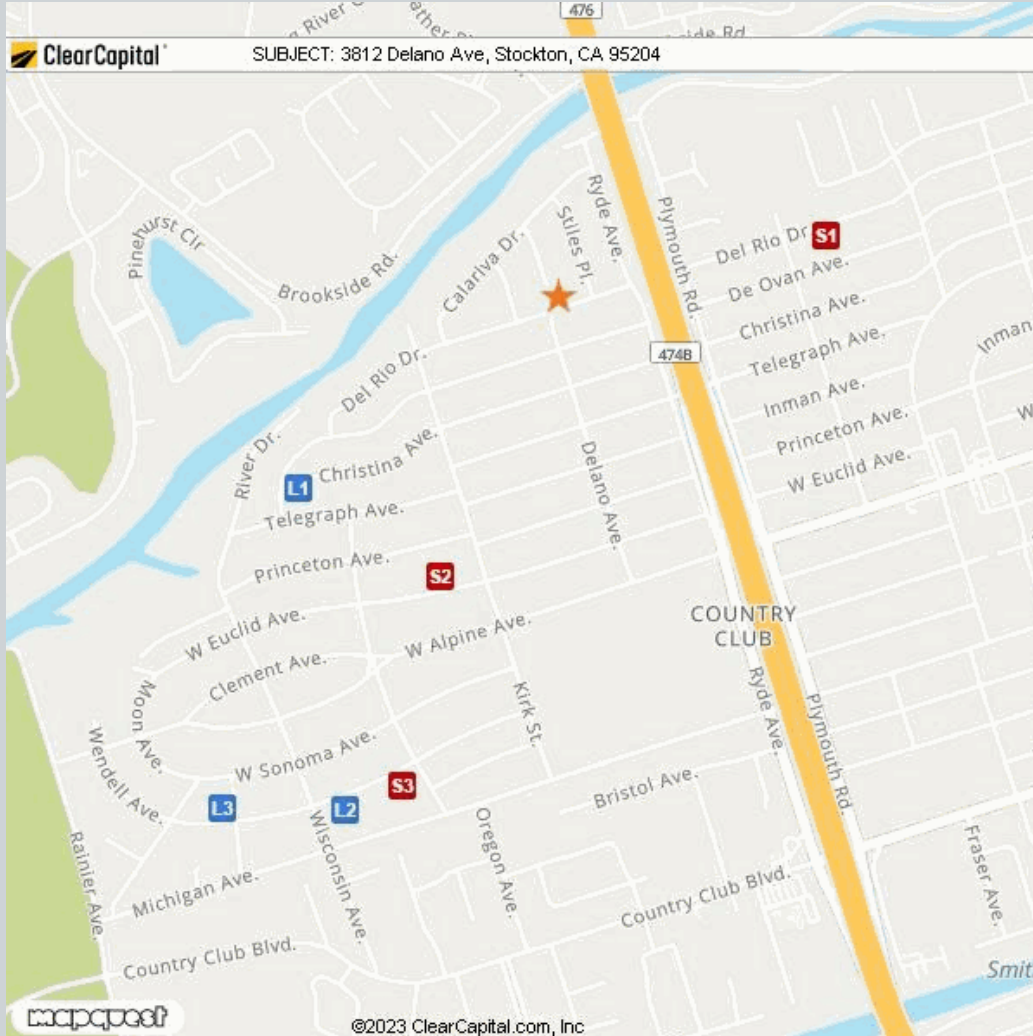 476
River Cir
side Rd
ClearCapital
SUBJECT: 3812 Delano Ave, Stockton, CA 95204
Pinehurst Cir
Brookside Rd.
Calariva Dr.
Stiles Pl.
Ryde Ave.
Plymouth Rd.
Del Rio Dr
S1
De Ovan Ave.
Christina Ave.
Telegraph Ave.
Inman Ave.
Princeton Ave.
W Euclid Ave.
Inman
W
474B
Del Rio Dr.
River Dr.
Christina Ave.
L1
Telegraph Ave.
Delano Ave.
Princeton Ave.
S2
W Euclid Ave.
W Alpine Ave.
Clement Ave.
COUNTRY
CLUB
Moon Ave.
Kirk St.
Ryde Ave.
Plymouth Rd.
Wendell Ave.
W Sonoma Ave.
S3
L3
L2
Bristol Ave.
Wisconsin Ave.
Oregon Ave.
Rainier Ave.
Michigan Ave.
Fraser Ave.
Country Club Blvd.
Country Club Blvd.
Smit
mapquest
©2023 ClearCapital.com, Inc